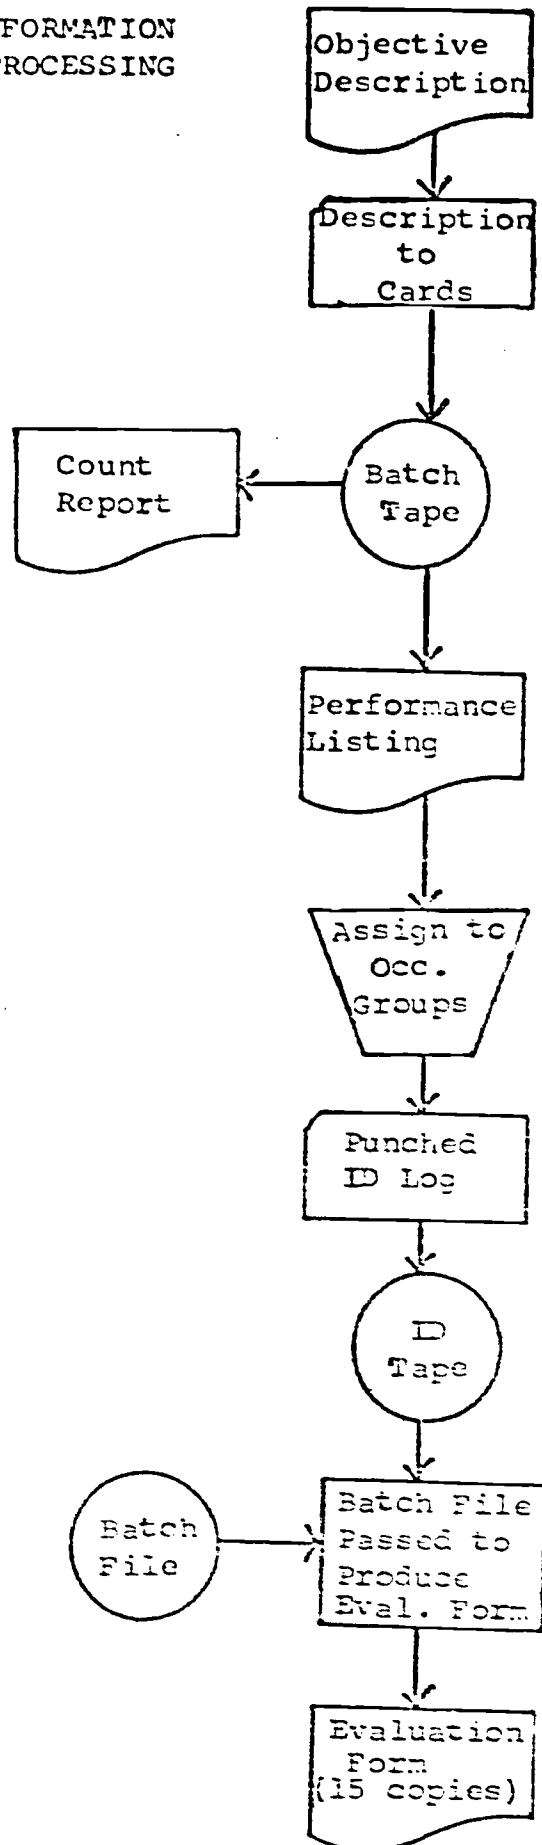 FORMATION
ROCESSING
Objective
Description
Description
to
Cards
Count
Report
Batch
Tape
Performance
Listing
Assign to
Occ.
Groups
Punched
ID Log
ID
Tape
Batch
File
Batch File
Passed to
Produce
Eval. Form
Evaluation
Form
(15 copies)